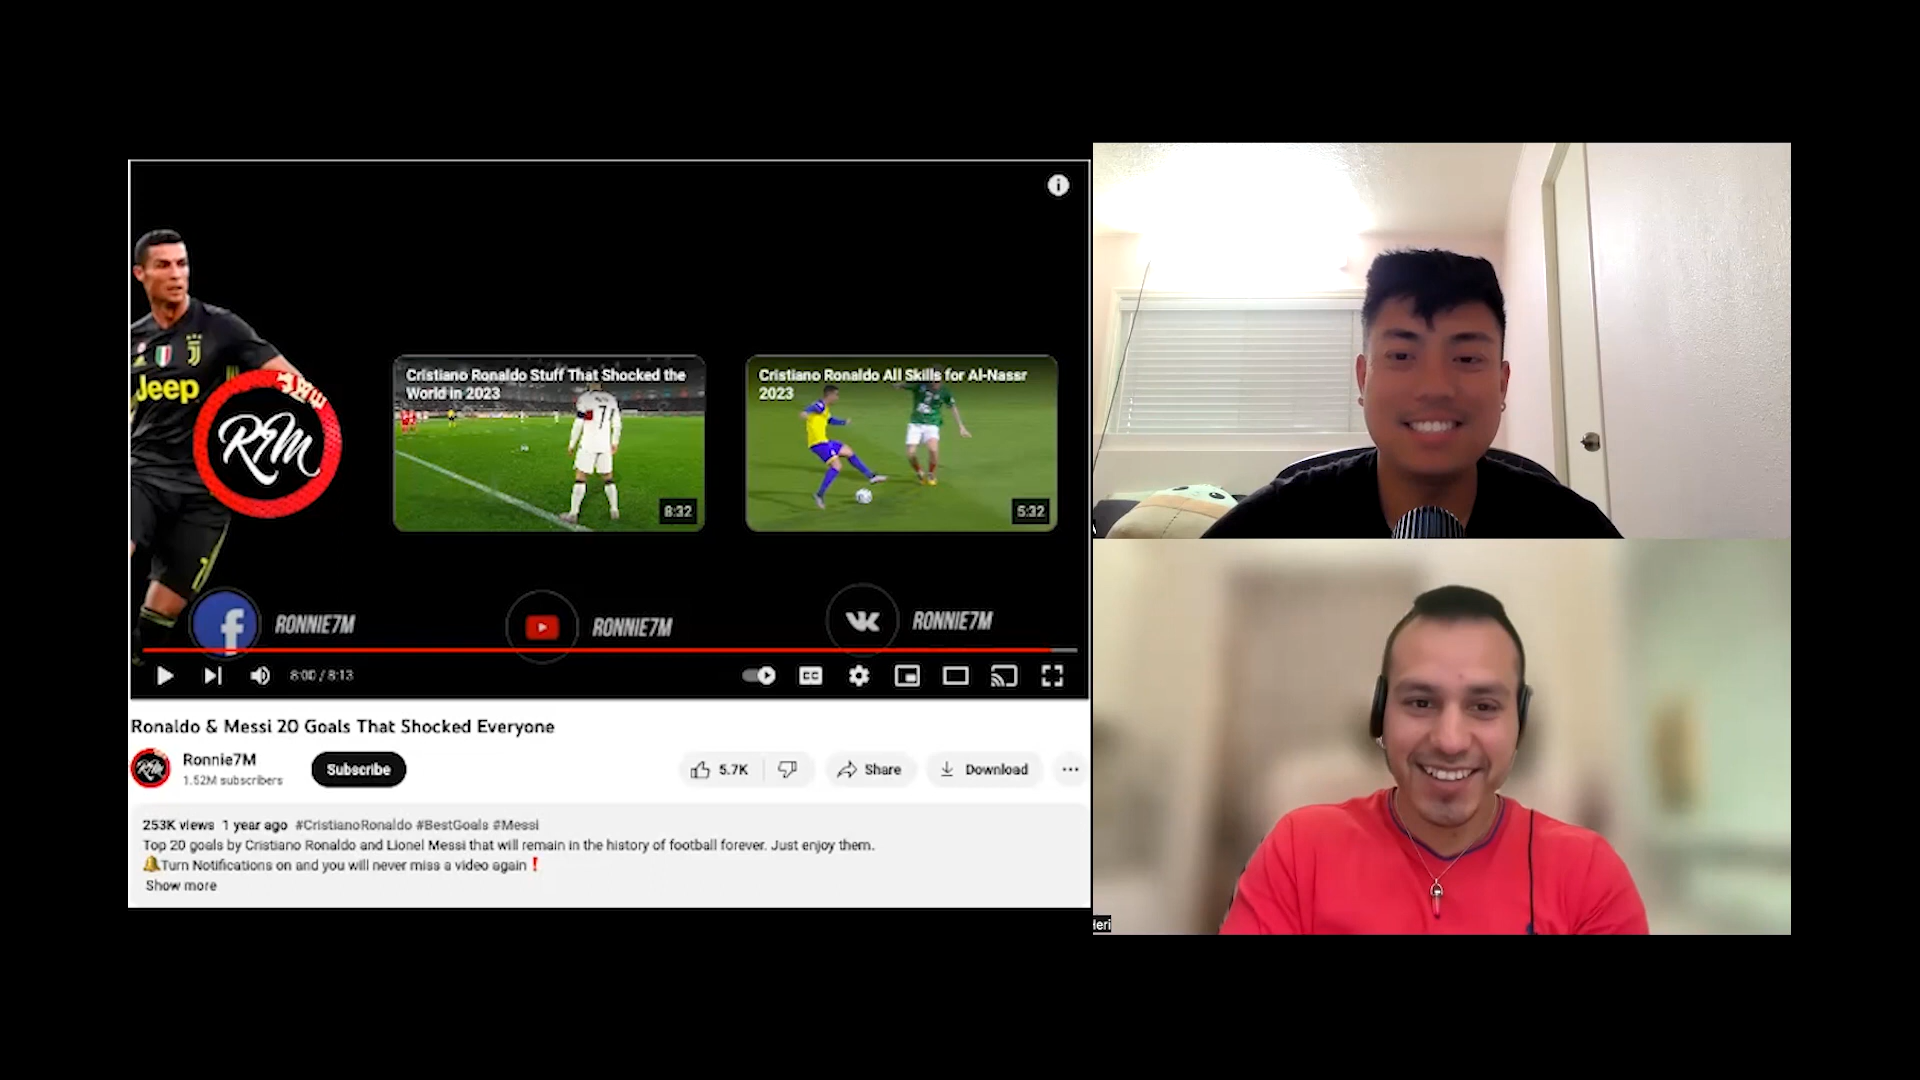 Jeep
R7M
Cristiano Ronaldo Stuff That Shocked the
World in 2023
7
8:32
Cristiano Ronaldo All Skills for Al-Nassr
2023
5:32
RONNIE7M
RONNIE7M
RONNIE7M
8:00 / 8:13
CC
Ronaldo & Messi 20 Goals That Shocked Everyone
Ronnie7M
1.52M subscribers
Subscribe
5.7K
Share
Download
253K views 1 year ago #CristianoRonaldo #BestGoals #Messi
Top 20 goals by Cristiano Ronaldo and Lionel Messi that will remain in the history of football forever. Just enjoy them.
🔔Turn Notifications on and you will never miss a video again❗
Show more